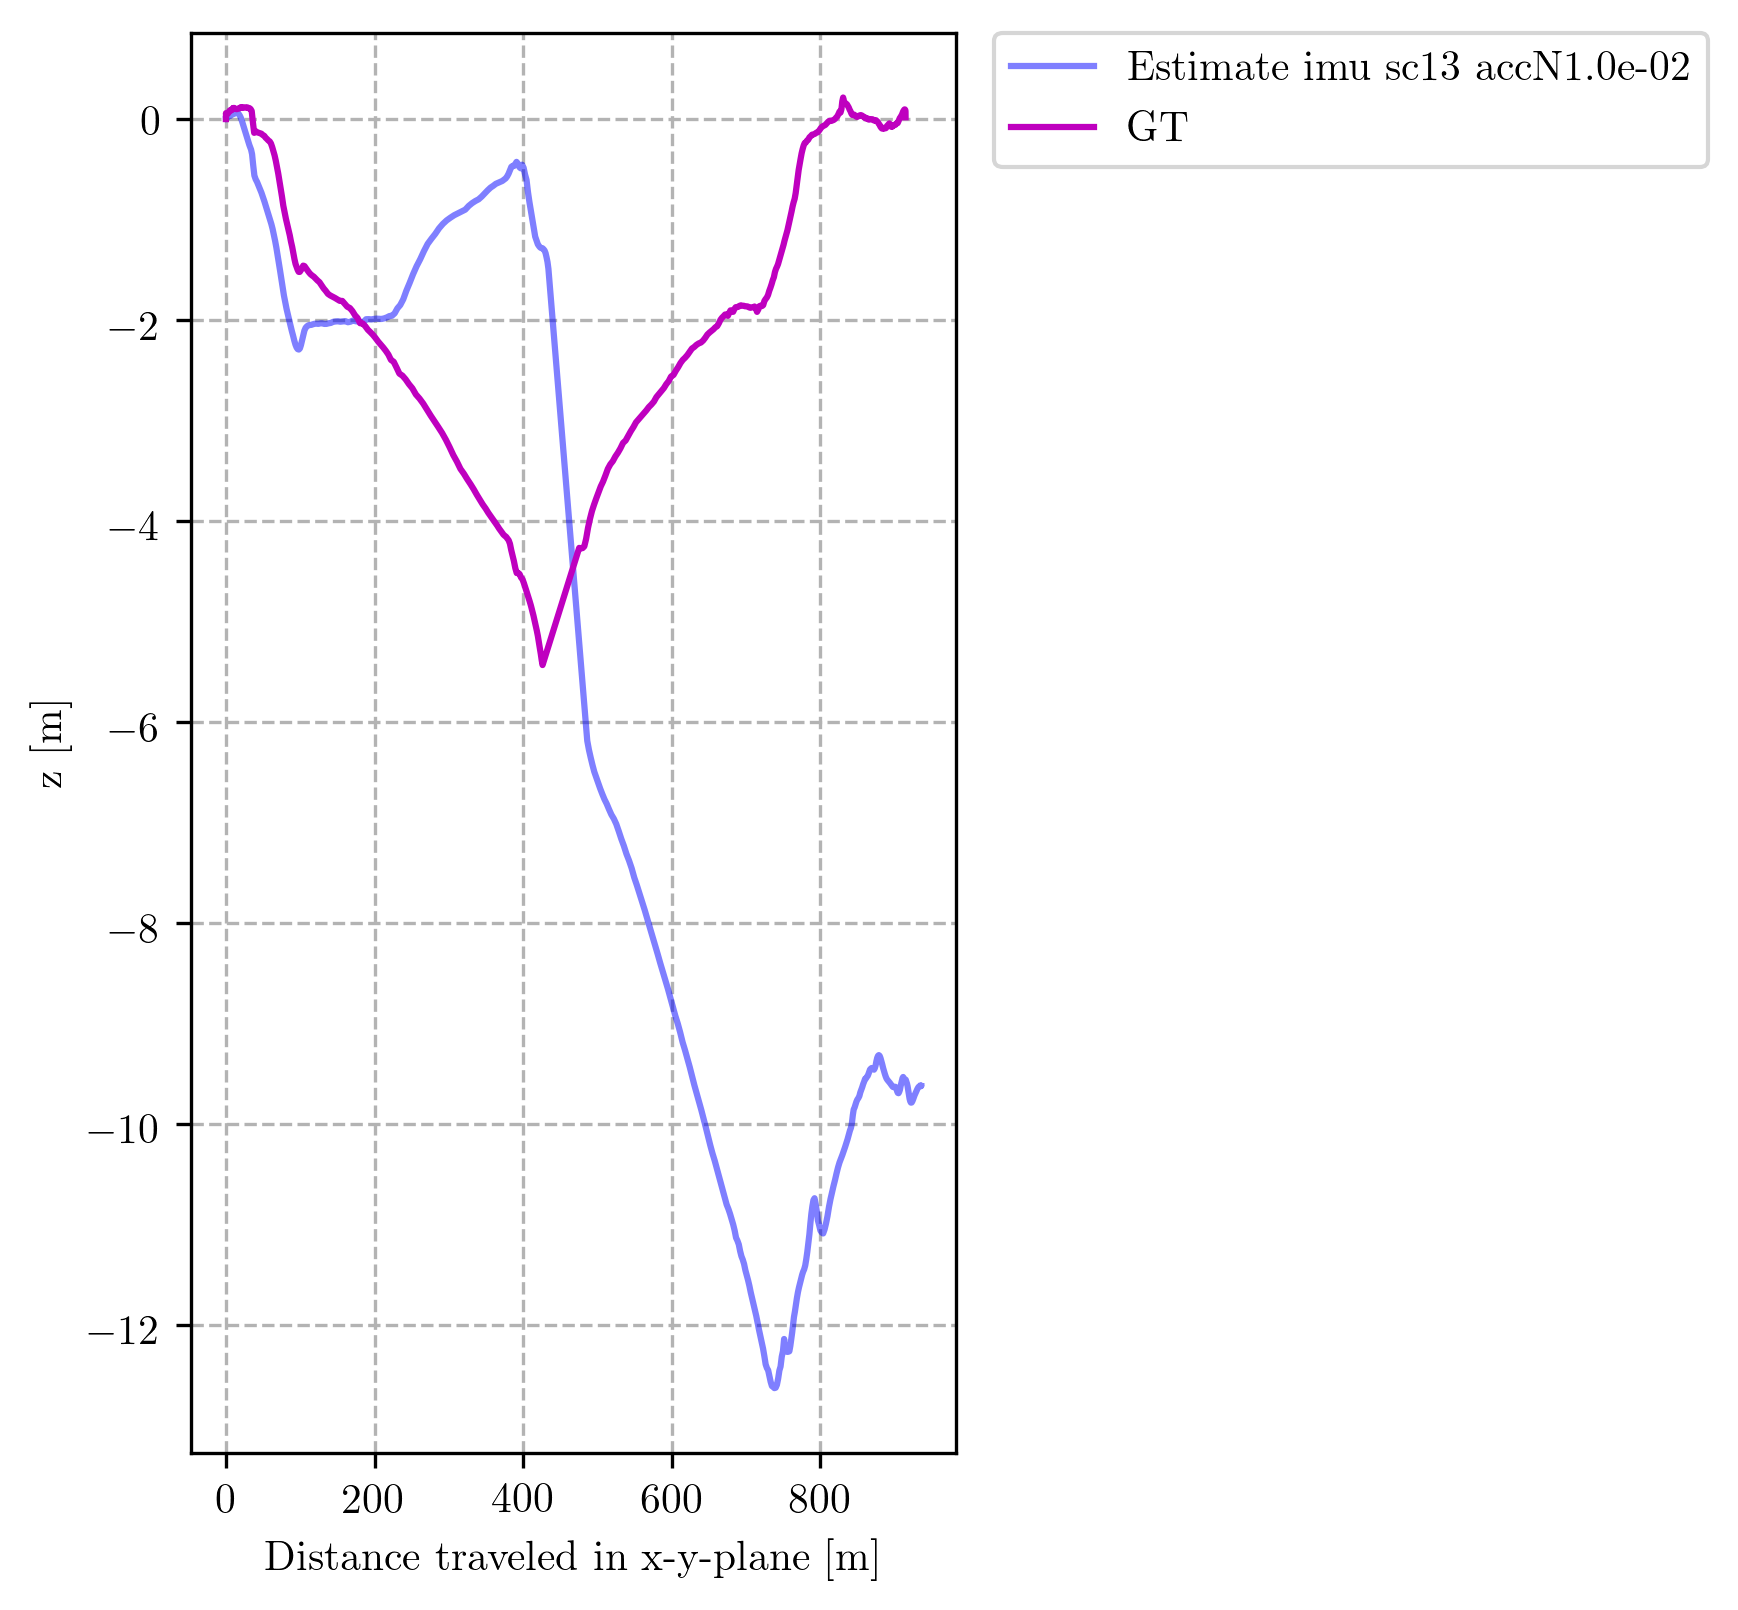 Estimate imu sc13 accN1.0e-02
GT
0
−2
−4
−6
−8
−10
−12
z [m]
0 200 400 600 800
Distance traveled in x-y-plane [m]